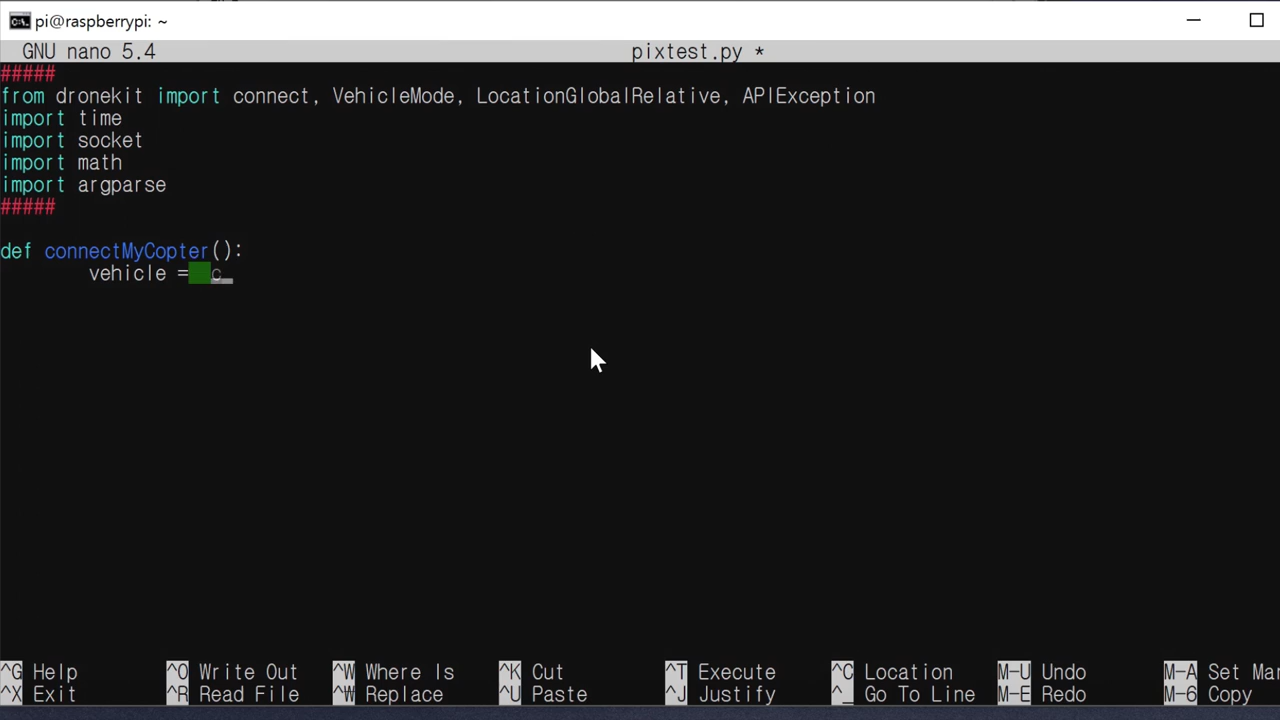 pi@raspberrypi: ~
GNU nano 5.4 pixtest.py *
#####
from dronekit import connect, VehicleMode, LocationGlobalRelative, APIException
import time
import socket
import math
import argparse
#####
def connectMyCopter():
vehicle = c
^G Help ^O Write Out ^W Where Is ^K Cut ^T Execute ^C Location M-U Undo M-A Set Mar
^X Exit ^R Read File ^\ Replace ^U Paste ^J Justify ^_ Go To Line M-E Redo M-6 Copy